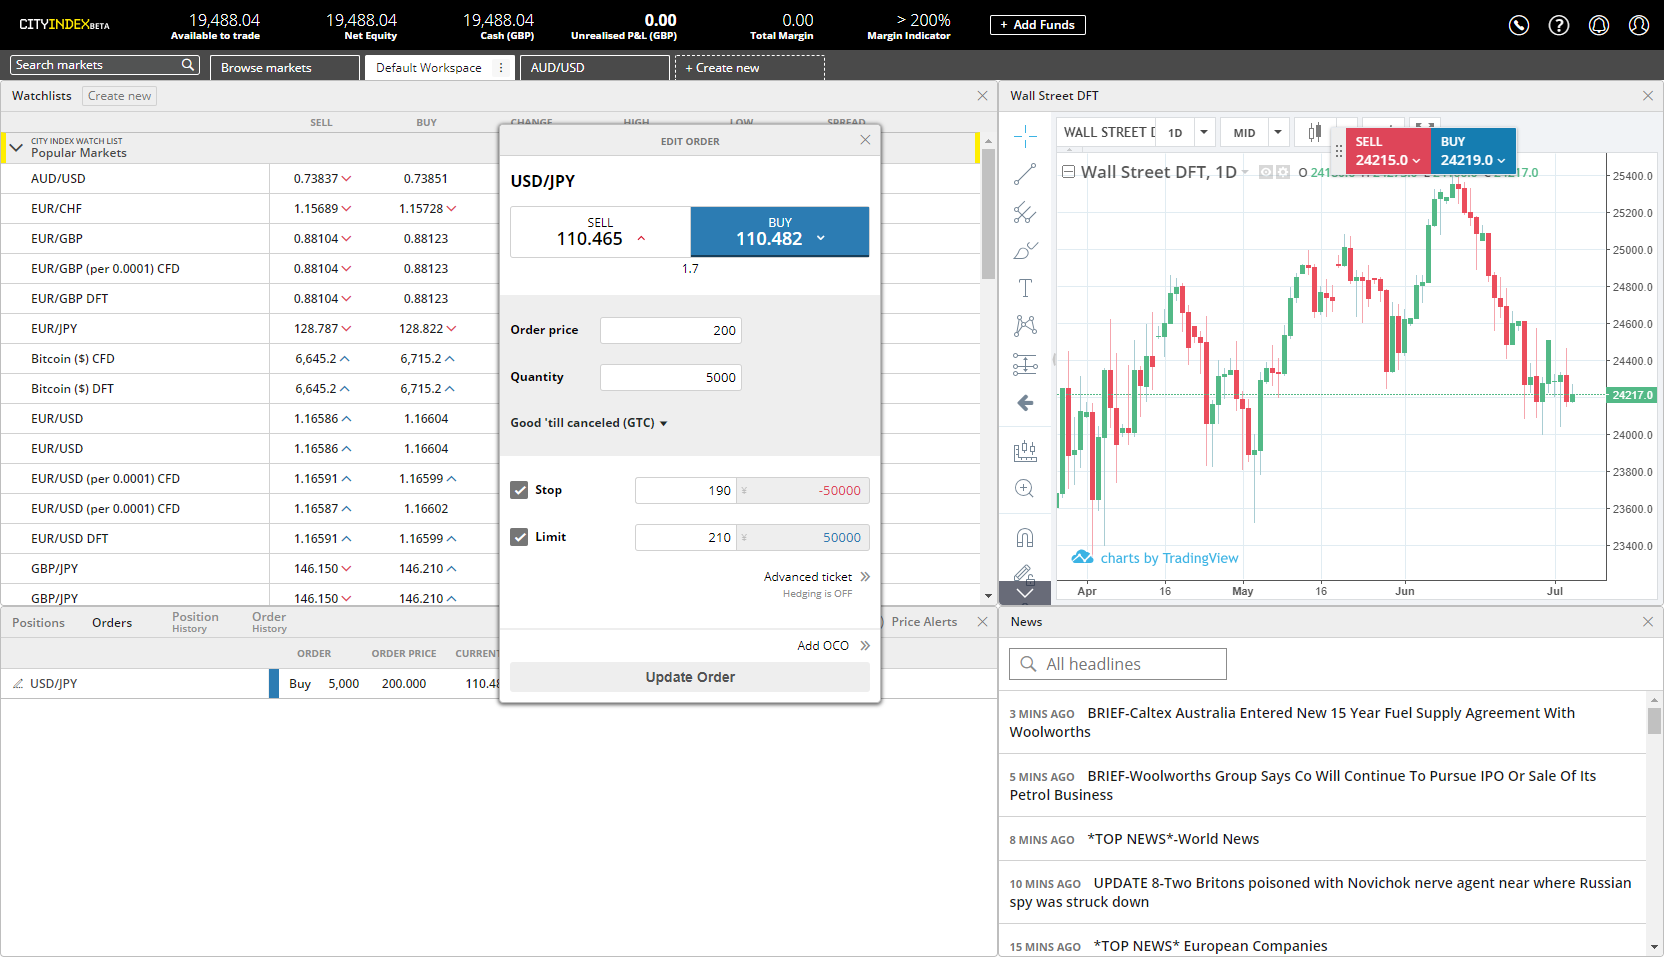 CITYINDEX BETA
19,488.04
Available to trade
19,488.04
Net Equity
19,488.04
Cash (GBP)
0.00
Unrealised P&L (GBP)
0.00
Total Margin
> 200%
Margin Indicator
+ Add Funds
Search markets
Browse markets
Default Workspace
AUD/USD
+ Create new
Watchlists Create new
SELL BUY CHANGE HIGH LOW SPREAD
CITY INDEX WATCH LIST
Popular Markets
AUD/USD 0.73837 0.73851
EUR/CHF 1.15689 1.15728
EUR/GBP 0.88104 0.88123
EUR/GBP (per 0.0001) CFD 0.88104 0.88123
EUR/GBP DFT 0.88104 0.88123
EUR/JPY 128.787 128.822
Bitcoin ($) CFD 6,645.2 6,715.2
Bitcoin ($) DFT 6,645.2 6,715.2
EUR/USD 1.16586 1.16604
EUR/USD 1.16586 1.16604
EUR/USD (per 0.0001) CFD 1.16591 1.16599
EUR/USD (per 0.0001) CFD 1.16587 1.16602
EUR/USD DFT 1.16591 1.16599
GBP/JPY 146.150 146.210
GBP/JPY 146.150 146.210
EDIT ORDER
USD/JPY
SELL
110.465
BUY
110.482
1.7
Order price 200
Quantity 5000
Good 'till canceled (GTC)
Stop 190 ¥ -50000
Limit 210 ¥ 50000
Advanced ticket
Hedging is OFF
Add OCO
Update Order
Positions Orders Position History Order History Price Alerts
ORDER ORDER PRICE CURRENT
USD/JPY Buy 5,000 200.000 110.48
Wall Street DFT
WALL STREET D 1D MID
SELL
24215.0
BUY
24219.0
Wall Street DFT, 1D O
25400.0
25200.0
25000.0
24800.0
24600.0
24400.0
24217.0
24000.0
23800.0
23600.0
23400.0
charts by TradingView
Apr 16 May 16 Jun Jul
News
All headlines
3 MINS AGO BRIEF-Caltex Australia Entered New 15 Year Fuel Supply Agreement With
Woolworths
5 MINS AGO BRIEF-Woolworths Group Says Co Will Continue To Pursue IPO Or Sale Of Its
Petrol Business
8 MINS AGO *TOP NEWS*-World News
10 MINS AGO UPDATE 8-Two Britons poisoned with Novichok nerve agent near where Russian
spy was struck down
15 MINS AGO *TOP NEWS* European Companies